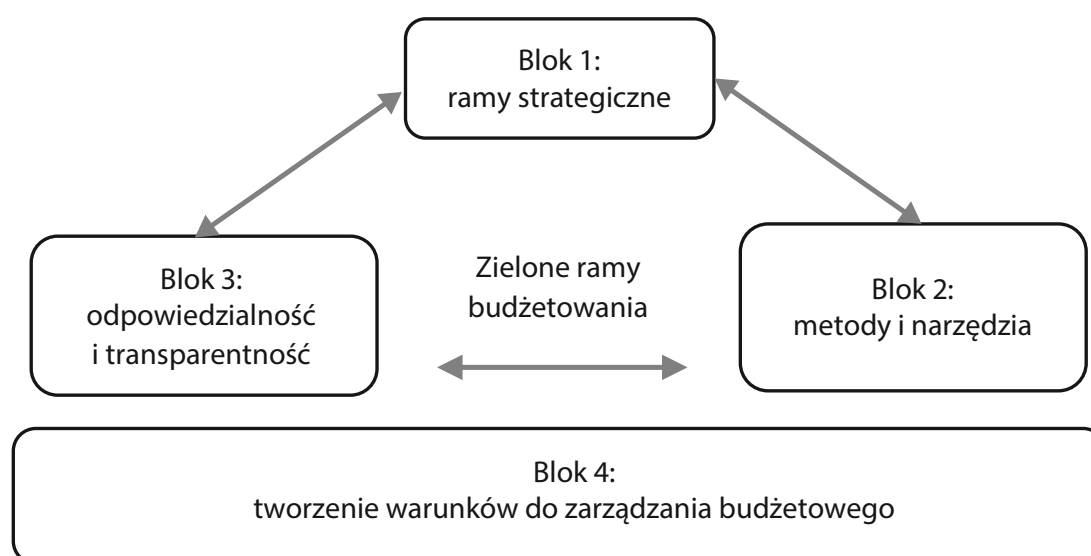 Blok 1:
ramy strategiczne
Blok 3:
odpowiedzialność
i transparentność
Zielone ramy
budżetowania
Blok 2:
metody i narzędzia
Blok 4:
tworzenie warunków do zarządzania budżetowego